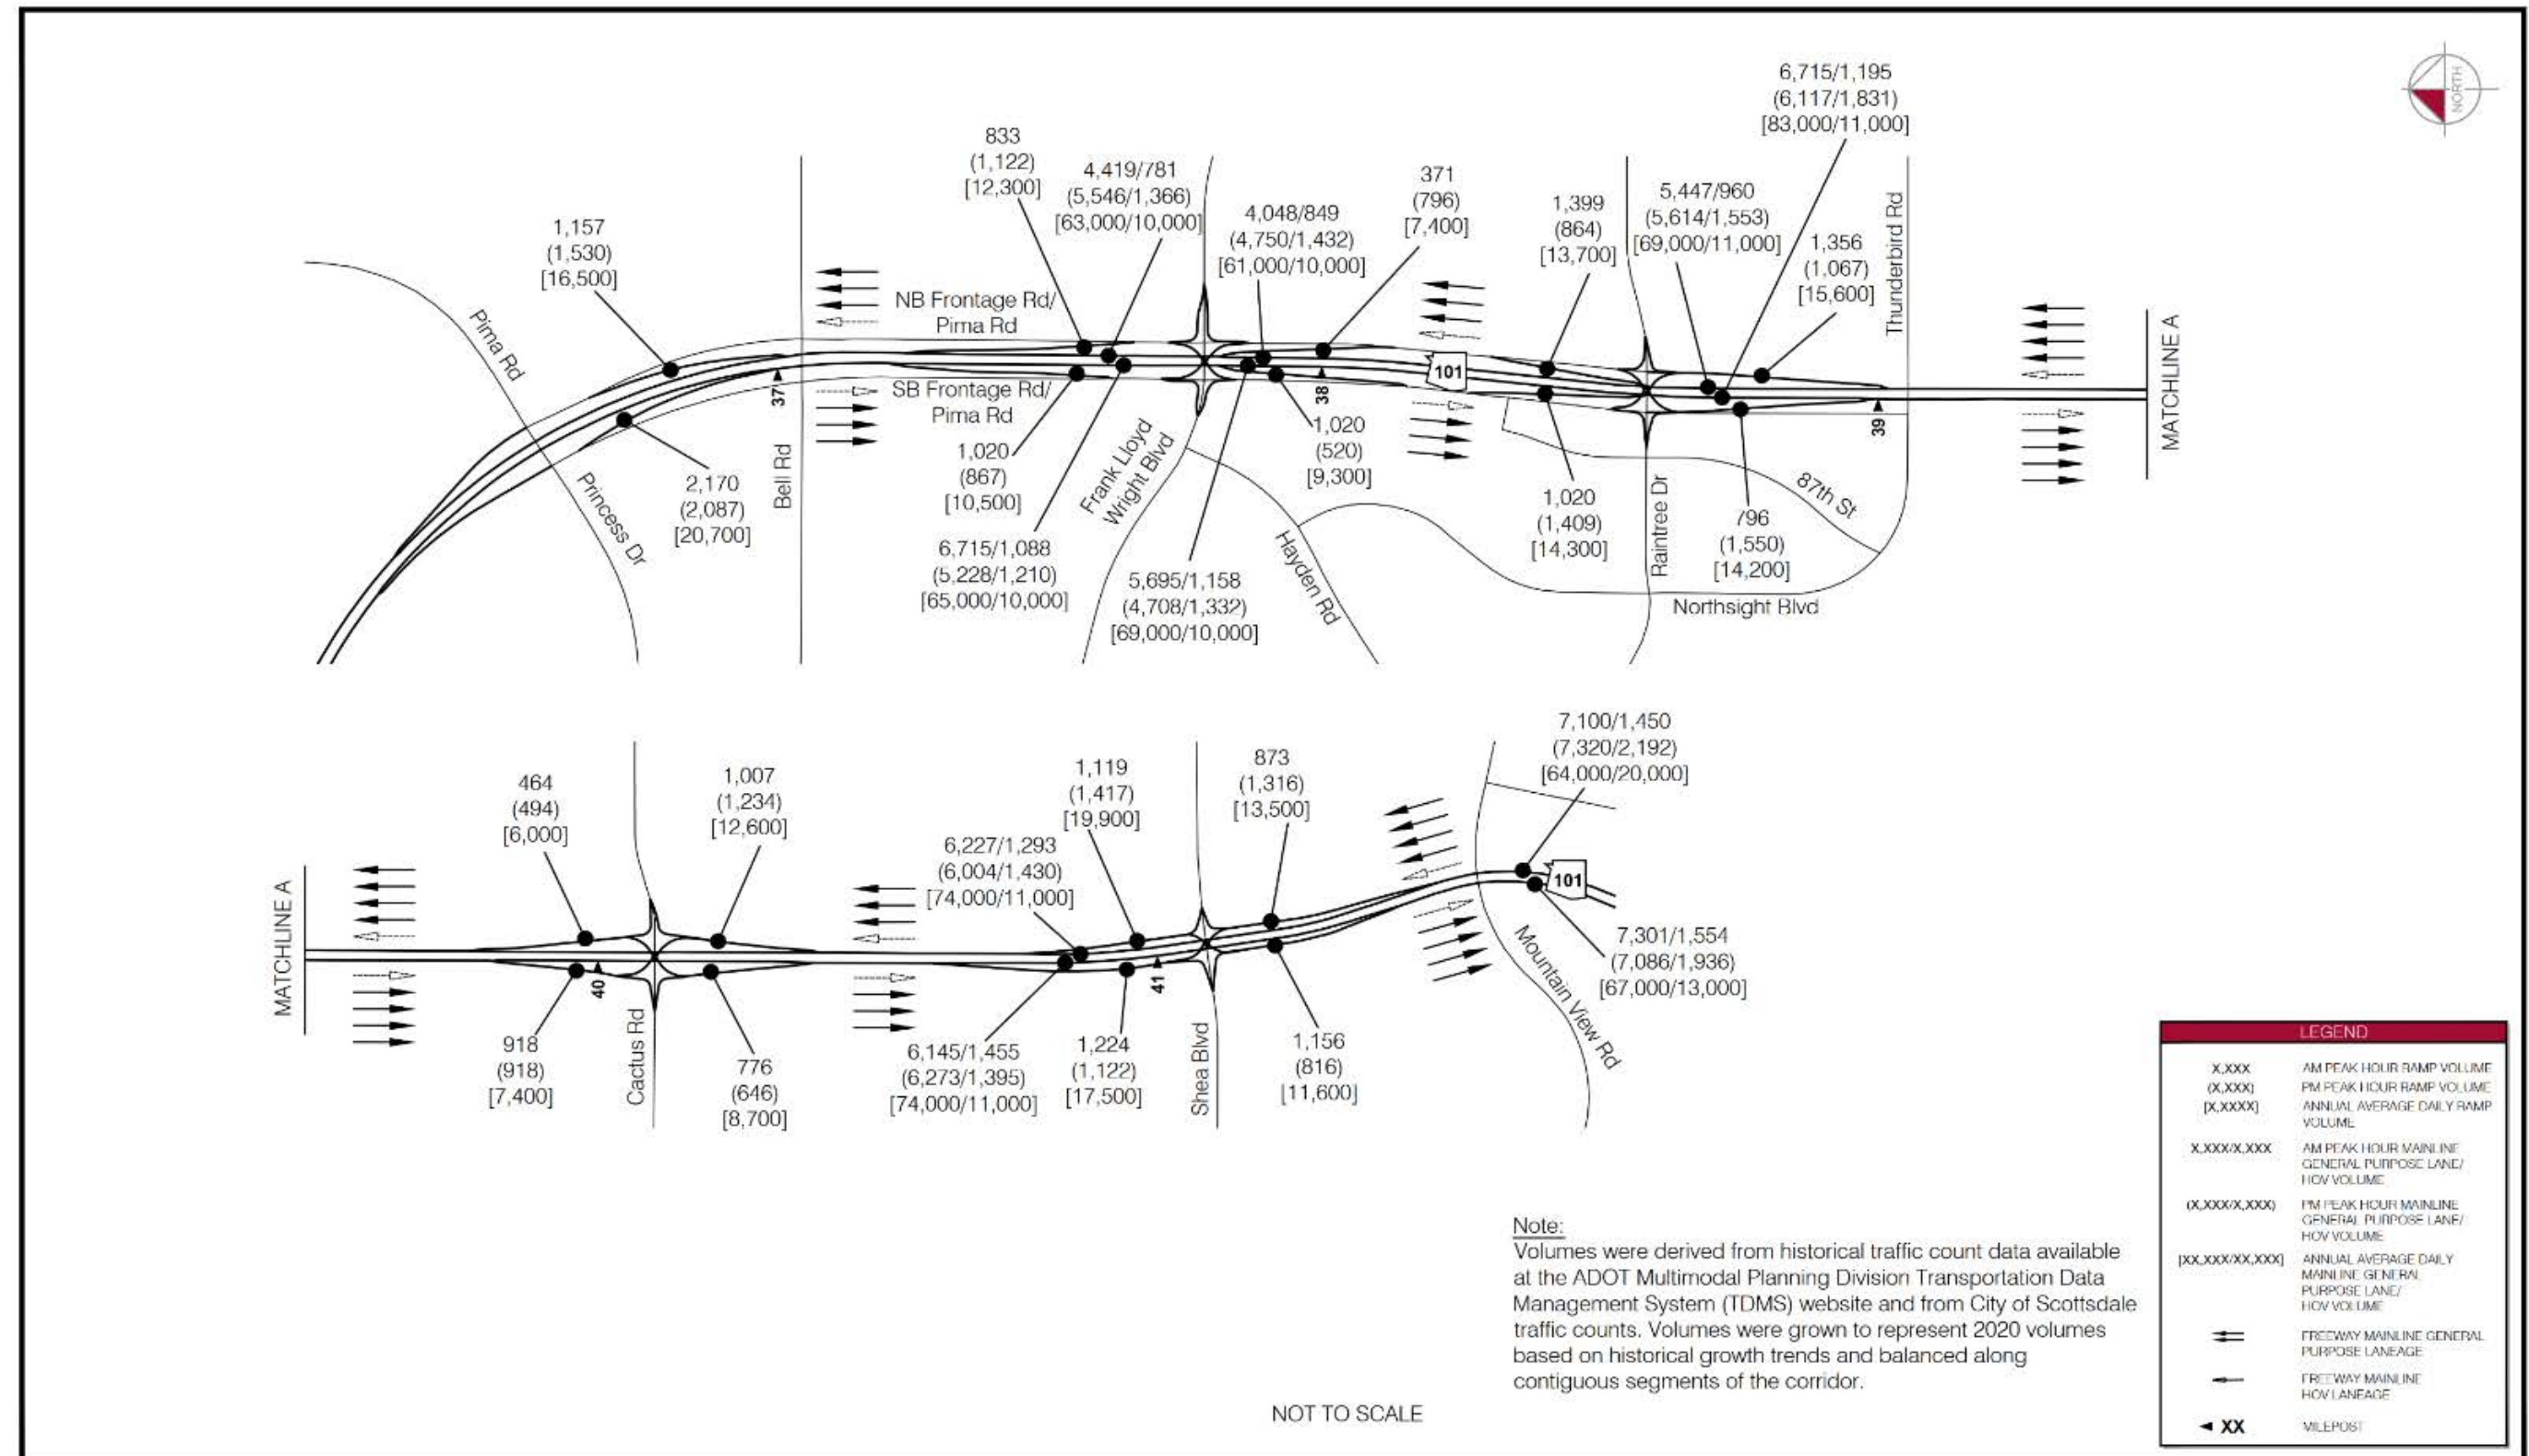 NORTH
6,715/1,195
(6,117/1,831)
[83,000/11,000]
833
(1,122)
[12,300]
4,419/781
(5,546/1,366)
[63,000/10,000]
371
(796)
[7,400]
1,399
(864)
[13,700]
5,447/960
(5,614/1,553)
[69,000/11,000]
4,048/849
(4,750/1,432)
[61,000/10,000]
1,157
(1,530)
[16,500]
1,356
(1,067)
[15,600]
Thunderbird Rd
NB Frontage Rd/
Pima Rd
Pima Rd
MATCHLINE A
101
37
SB Frontage Rd/
Pima Rd
38
39
1,020
(867)
[10,500]
Frank Lloyd
Wright Blvd
1,020
(520)
[9,300]
Bell Rd
2,170
(2,087)
[20,700]
Princess Dr
1,020
(1,409)
[14,300]
Raintree Dr
87th St
796
(1,550)
[14,200]
6,715/1,088
(5,228/1,210)
[65,000/10,000]
5,695/1,158
(4,708/1,332)
[69,000/10,000]
Hayden Rd
Northsight Blvd
7,100/1,450
(7,320/2,192)
[64,000/20,000]
464
(494)
[6,000]
1,007
(1,234)
[12,600]
1,119
(1,417)
[19,900]
873
(1,316)
[13,500]
6,227/1,293
(6,004/1,430)
[74,000/11,000]
101
MATCHLINE A
40
41
7,301/1,554
(7,086/1,936)
[67,000/13,000]
Mountain View Rd
918
(918)
[7,400]
Cactus Rd
776
(646)
[8,700]
6,145/1,455
(6,273/1,395)
[74,000/11,000]
1,224
(1,122)
[17,500]
Shea Blvd
1,156
(816)
[11,600]
LEGEND
X,XXX AM PEAK HOUR RAMP VOLUME
(X,XXX) PM PEAK HOUR RAMP VOLUME
[X,XXXX] ANNUAL AVERAGE DAILY RAMP
VOLUME
X,XXX/X,XXX AM PEAK HOUR MAINLINE
GENERAL PURPOSE LANE/
HOV VOLUME
(X,XXX/X,XXX) PM PEAK HOUR MAINLINE
GENERAL PURPOSE LANE/
HOV VOLUME
[XX,XXX/XX,XXX] ANNUAL AVERAGE DAILY
MAINLINE GENERAL
PURPOSE LANE/
HOV VOLUME
FREEWAY MAINLINE GENERAL
PURPOSE LANEAGE
FREEWAY MAINLINE
HOV LANEAGE
XX MILEPOST
Note:
Volumes were derived from historical traffic count data available
at the ADOT Multimodal Planning Division Transportation Data
Management System (TDMS) website and from City of Scottsdale
traffic counts. Volumes were grown to represent 2020 volumes
based on historical growth trends and balanced along
contiguous segments of the corridor.
NOT TO SCALE